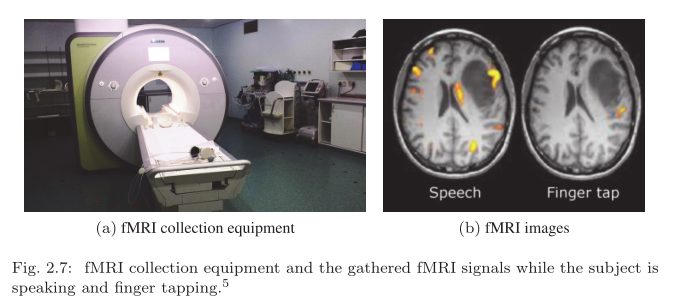 Speech
Finger tap
(a) fMRI collection equipment
(b) fMRI images
Fig. 2.7: fMRI collection equipment and the gathered fMRI signals while the subject is
speaking and finger tapping.5